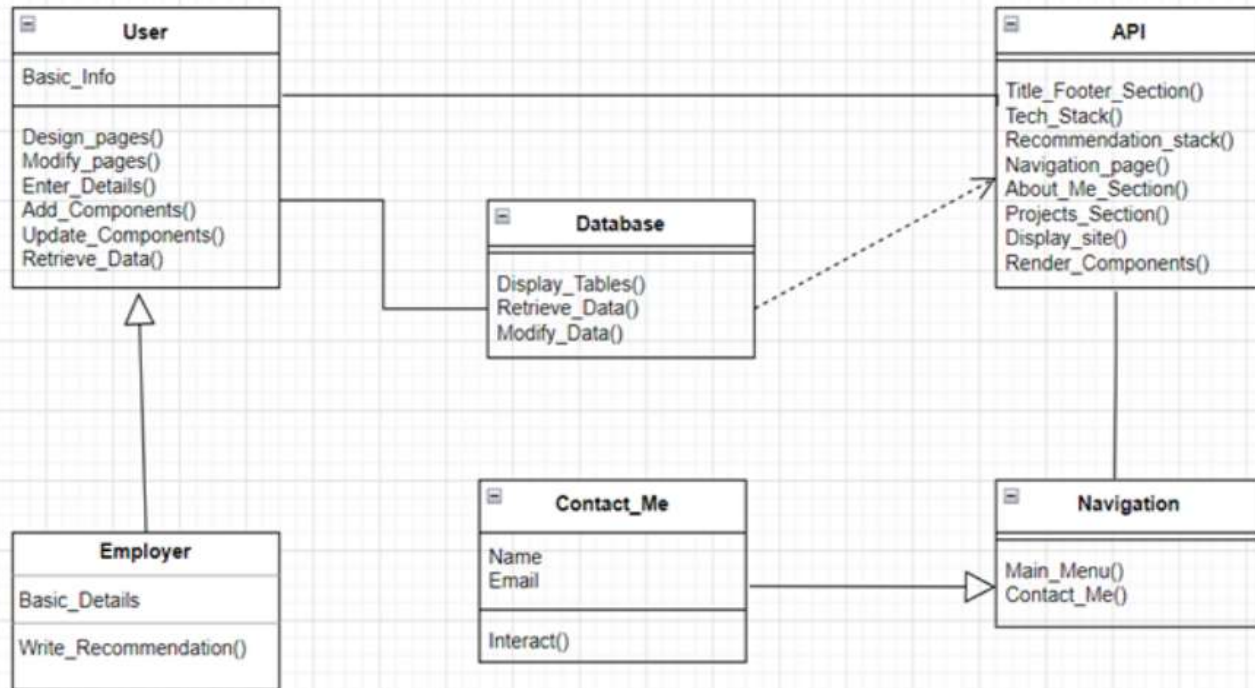 User
Basic_Info
Design_pages()
Modify_pages()
Enter_Details()
Add_Components()
Update_Components()
Retrieve_Data()
API
Title_Footer_Section()
Tech_Stack()
Recommendation_stack()
Navigation_page()
About_Me_Section()
Projects_Section()
Display_site()
Render_Components()
Database
Display_Tables()
Retrieve_Data()
Modify_Data()
Employer
Basic_Details
Write_Recommendation()
Contact_Me
Name
Email
Interact()
Navigation
Main_Menu()
Contact_Me()